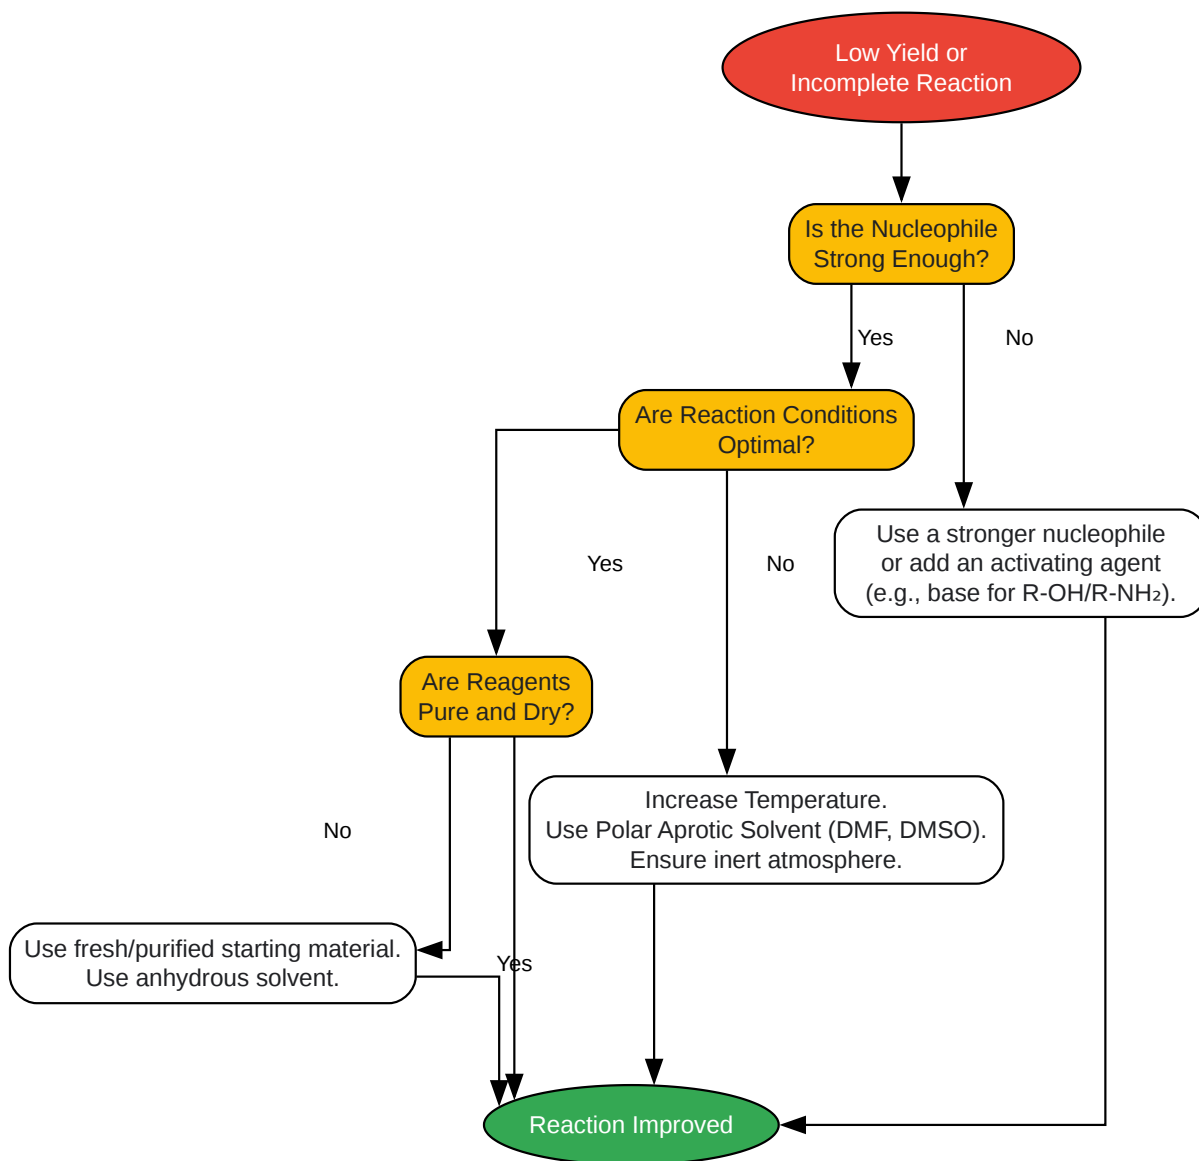 Low Yield or
Incomplete Reaction
Is the Nucleophile
Strong Enough?
Yes
No
Are Reaction Conditions
Optimal?
Use a stronger nucleophile
or add an activating agent
(e.g., base for R-OH/R-NH₂).
Yes
No
Are Reagents
Pure and Dry?
Increase Temperature.
Use Polar Aprotic Solvent (DMF, DMSO).
Ensure inert atmosphere.
No
Use fresh/purified starting material.
Use anhydrous solvent.
Yes
Reaction Improved